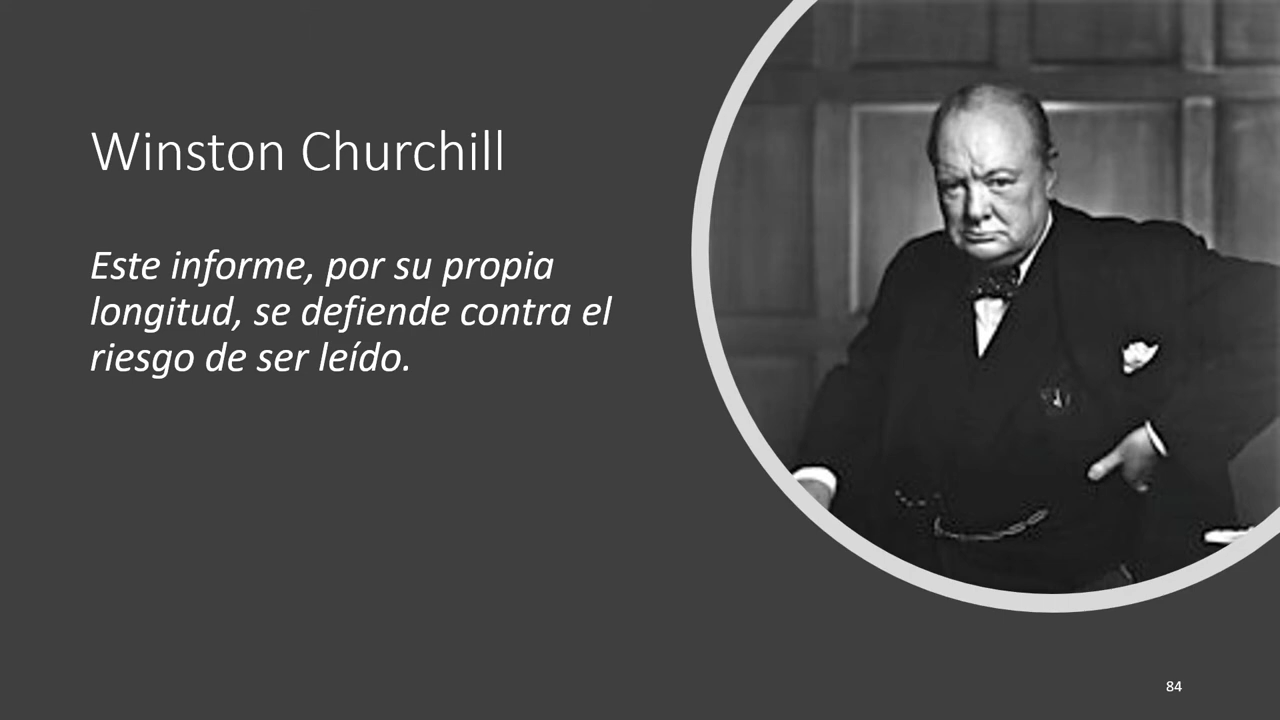 Winston Churchill
Este informe, por su propia
longitud, se defiende contra el
riesgo de ser leído.
84